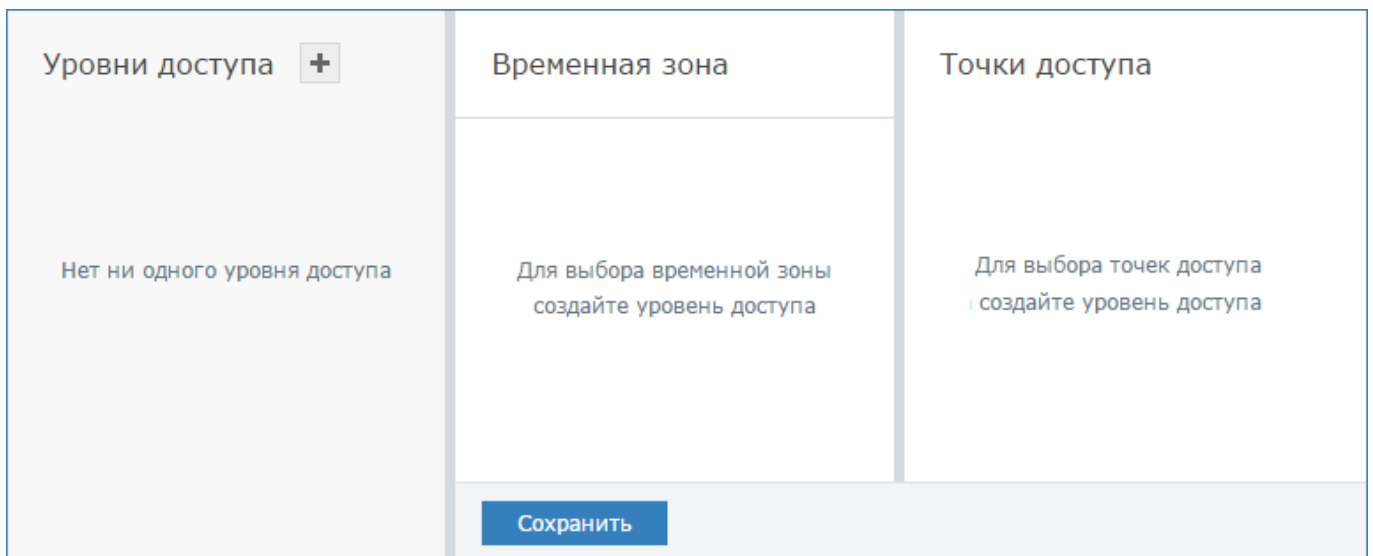 Уровни доступа
Нет ни одного уровня доступа
Временная зона
Для выбора временной зоны
создайте уровень доступа
Точки доступа
Для выбора точек доступа
создайте уровень доступа
Сохранить